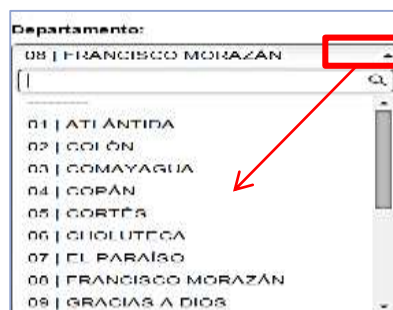 Departamento:
08 | FRANCISCO MORAZÁN
---------
01 | ATLÁNTIDA
02 | COLÓN
03 | COMAYAGUA
04 | COPÁN
05 | CORTÉS
06 | CHOLUTECA
07 | EL PARAÍSO
08 | FRANCISCO MORAZÁN
09 | GRACIAS A DIOS